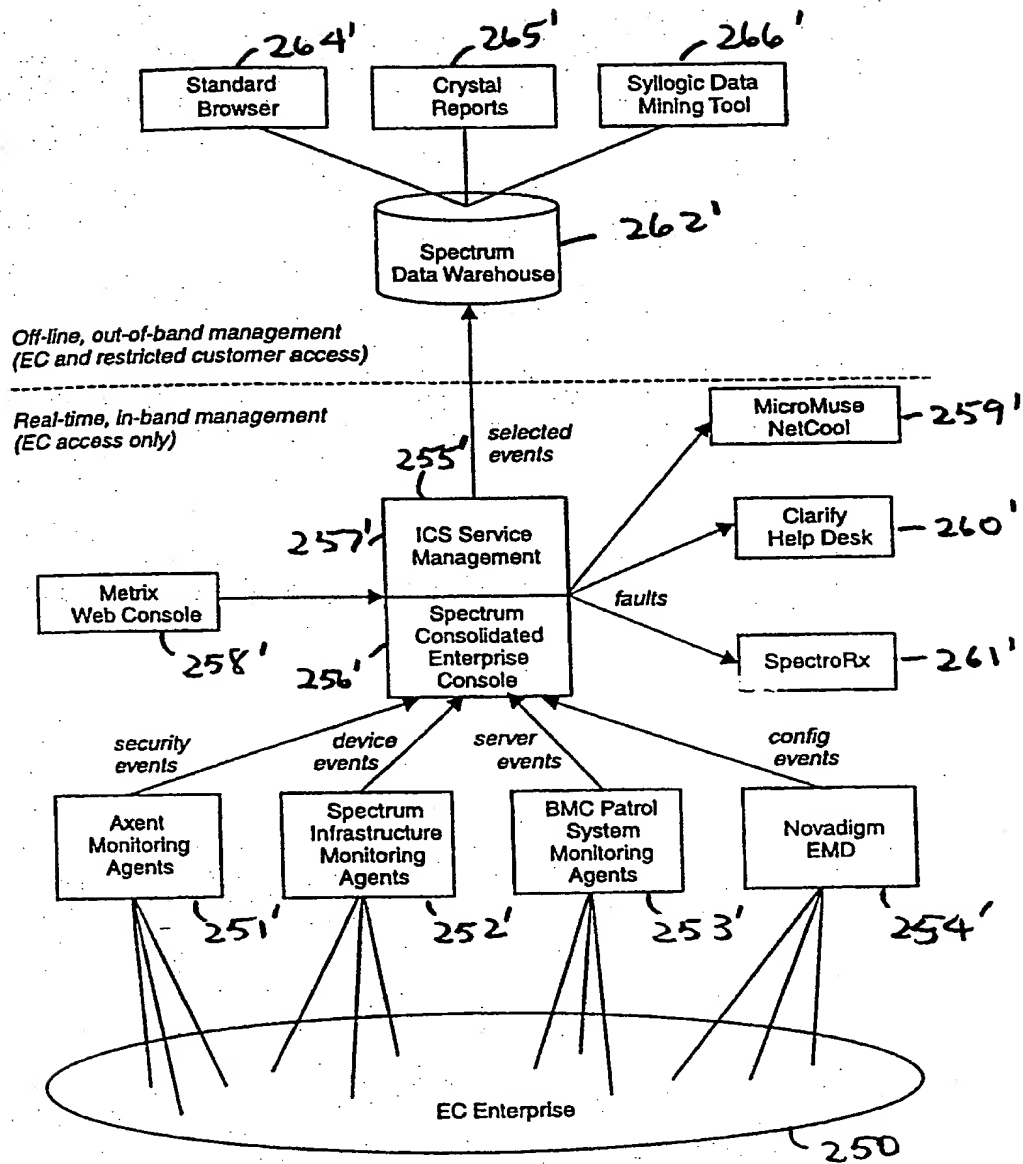 264'
265'
266'
Standard
Browser
Crystal
Reports
Syllogic Data
Mining Tool
Spectrum
Data Warehouse
262'
Off-line, out-of-band management
(EC and restricted customer access)
Real-time, in-band management
(EC access only)
selected
events
MicroMuse
NetCool
259'
255'
257'
ICS Service
Management
Clarify
Help Desk
260'
Metrix
Web Console
258'
Spectrum
Consolidated
Enterprise
Console
256'
faults
SpectroRx
261'
security
events
device
events
server
events
config
events
Axent
Monitoring
Agents
Spectrum
Infrastructure
Monitoring
Agents
BMC Patrol
System
Monitoring
Agents
Novadigm
EMD
251'
252'
253'
254'
EC Enterprise
250